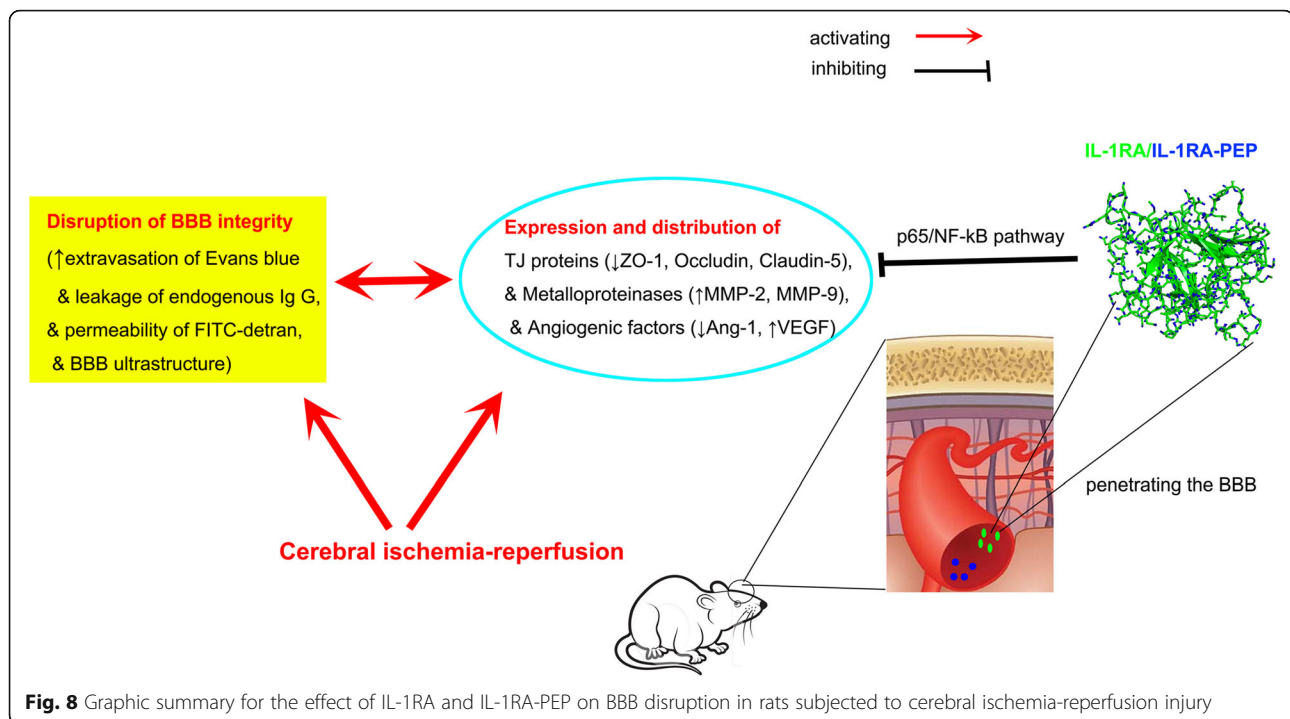 activating
inhibiting
IL-1RA/IL-1RA-PEP
Disruption of BBB integrity
(↑extravasation of Evans blue
& leakage of endogenous Ig G,
& permeability of FITC-detran,
& BBB ultrastructure)
Expression and distribution of
TJ proteins (↓ZO-1, Occludin, Claudin-5),
& Metalloproteinases (↑MMP-2, MMP-9),
& Angiogenic factors (↓Ang-1, ↑VEGF)
p65/NF-kB pathway
penetrating the BBB
Cerebral ischemia-reperfusion
Fig. 8 Graphic summary for the effect of IL-1RA and IL-1RA-PEP on BBB disruption in rats subjected to cerebral ischemia-reperfusion injury